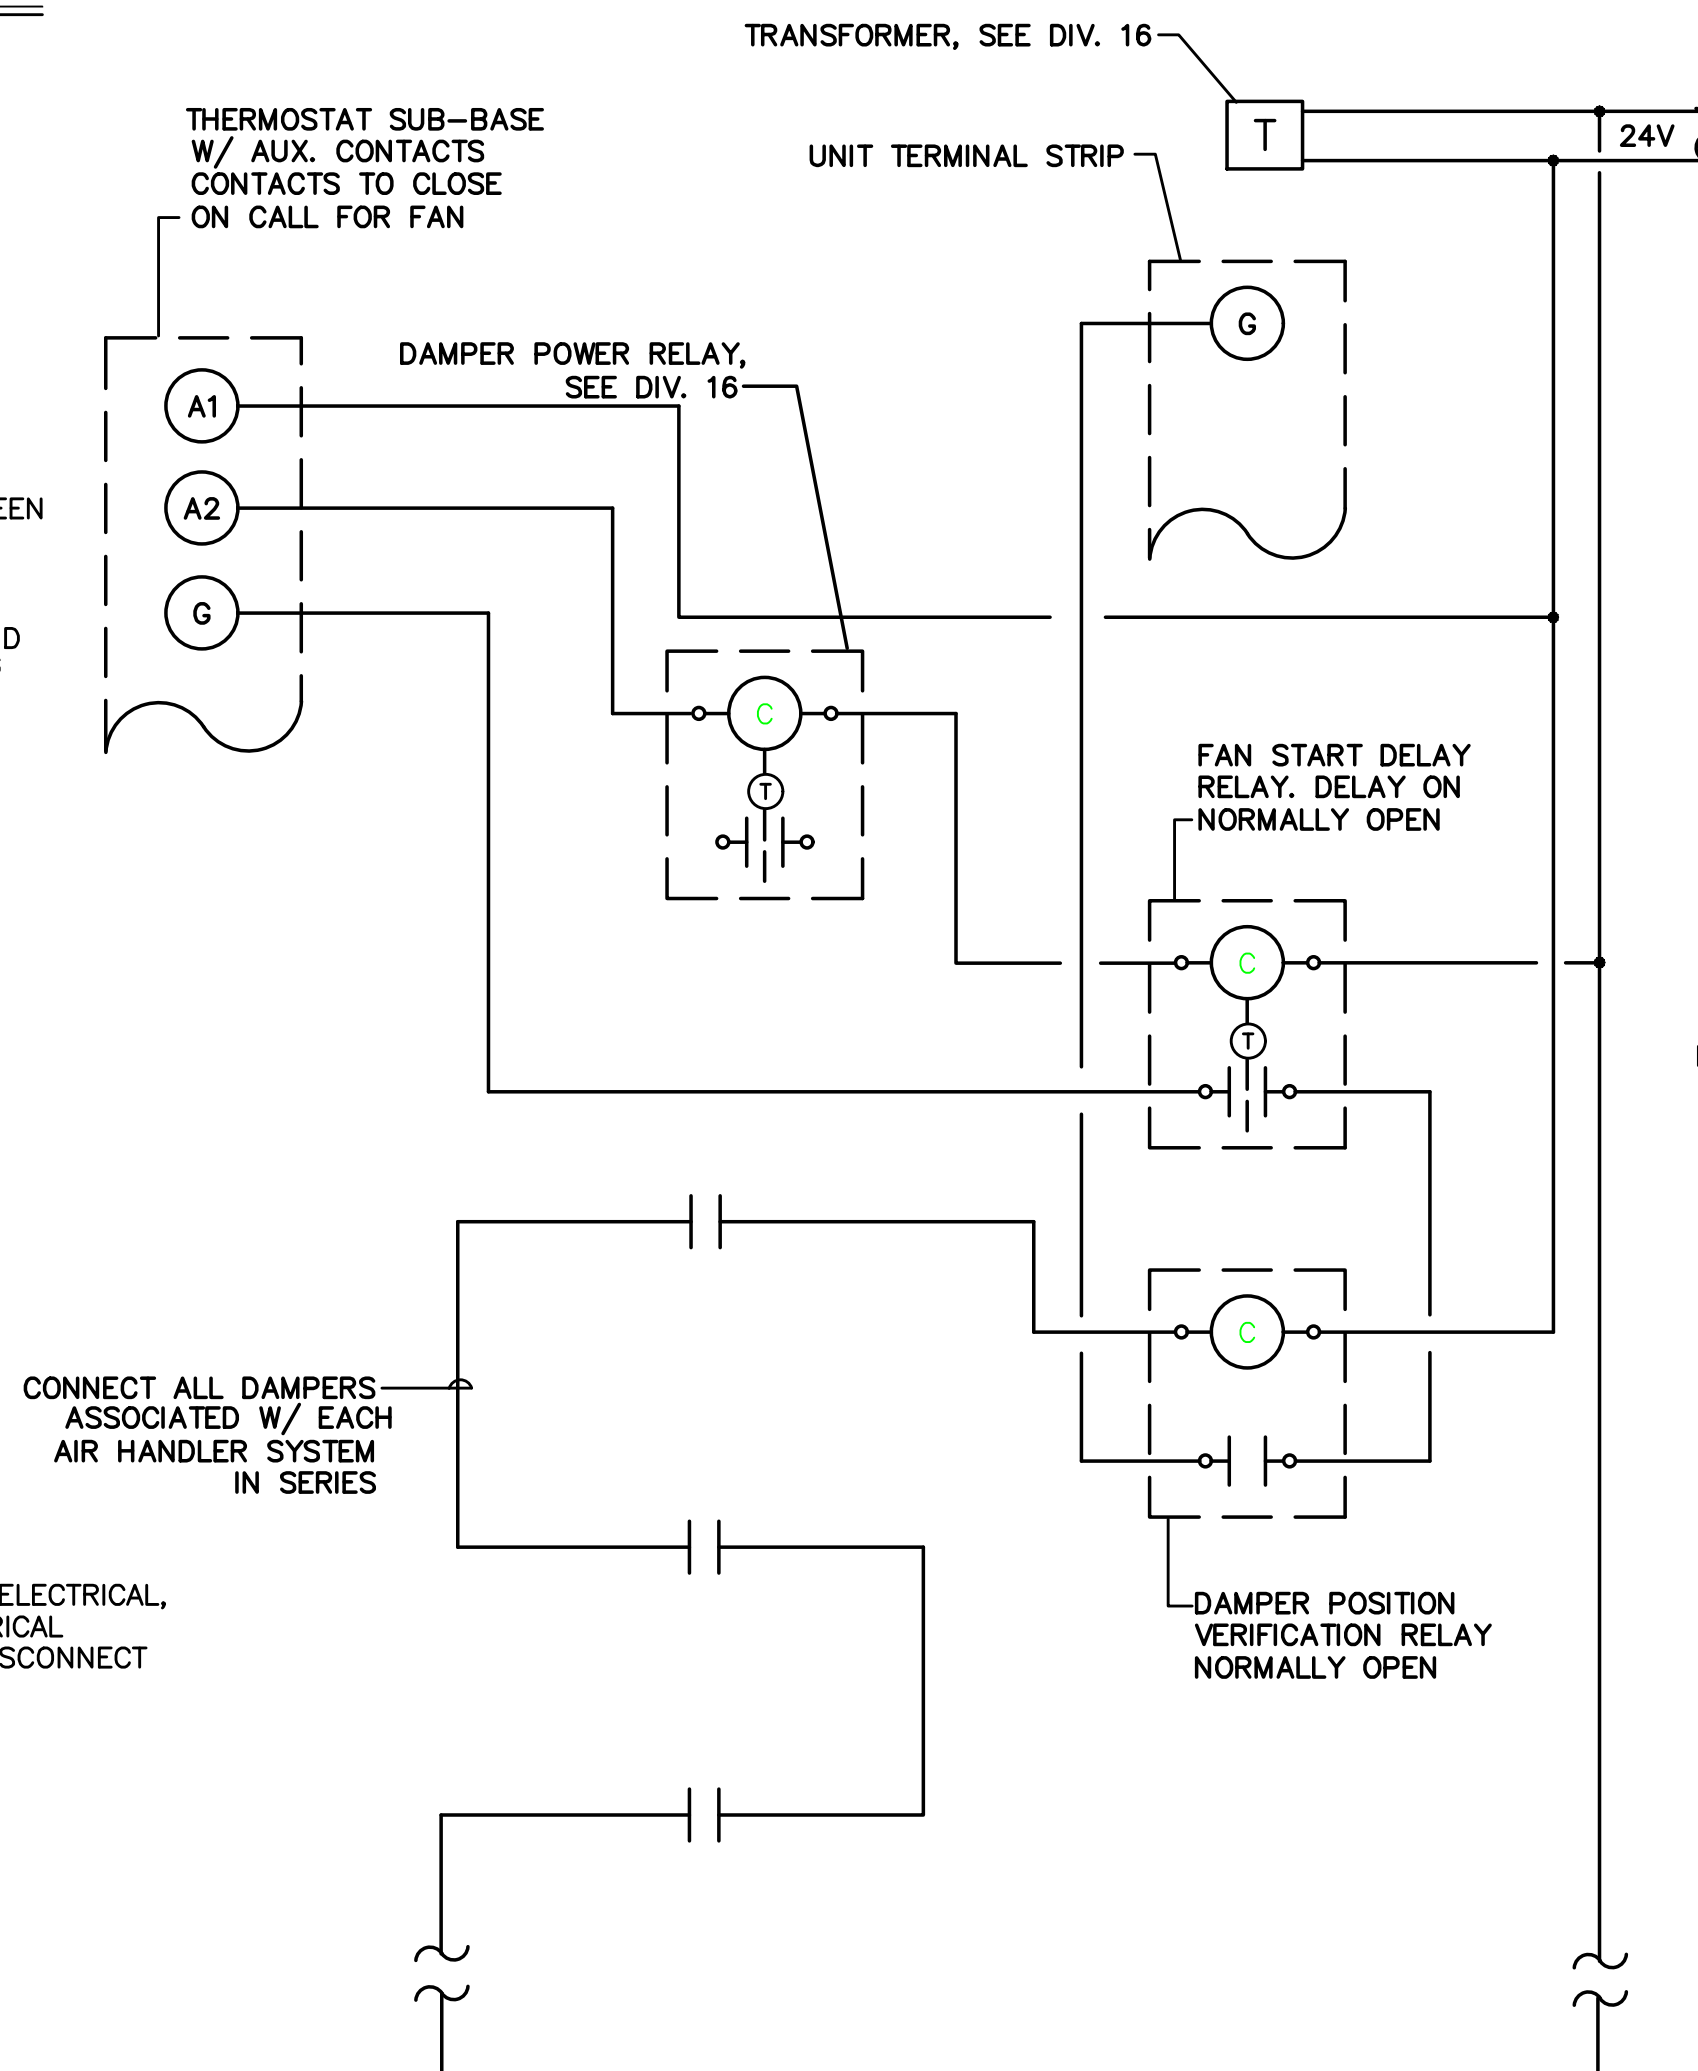 TRANSFORMER, SEE DIV. 16
T
24V
UNIT TERMINAL STRIP
G
THERMOSTAT SUB-BASE
W/ AUX. CONTACTS
CONTACTS TO CLOSE
ON CALL FOR FAN
A1
A2
G
DAMPER POWER RELAY,
SEE DIV. 16
C
T
FAN START DELAY
RELAY. DELAY ON
NORMALLY OPEN
C
T
C
CONNECT ALL DAMPERS
ASSOCIATED W/ EACH
AIR HANDLER SYSTEM
IN SERIES
ELECTRICAL,
DAMPER POSITION
VERIFICATION RELAY
NORMALLY OPEN